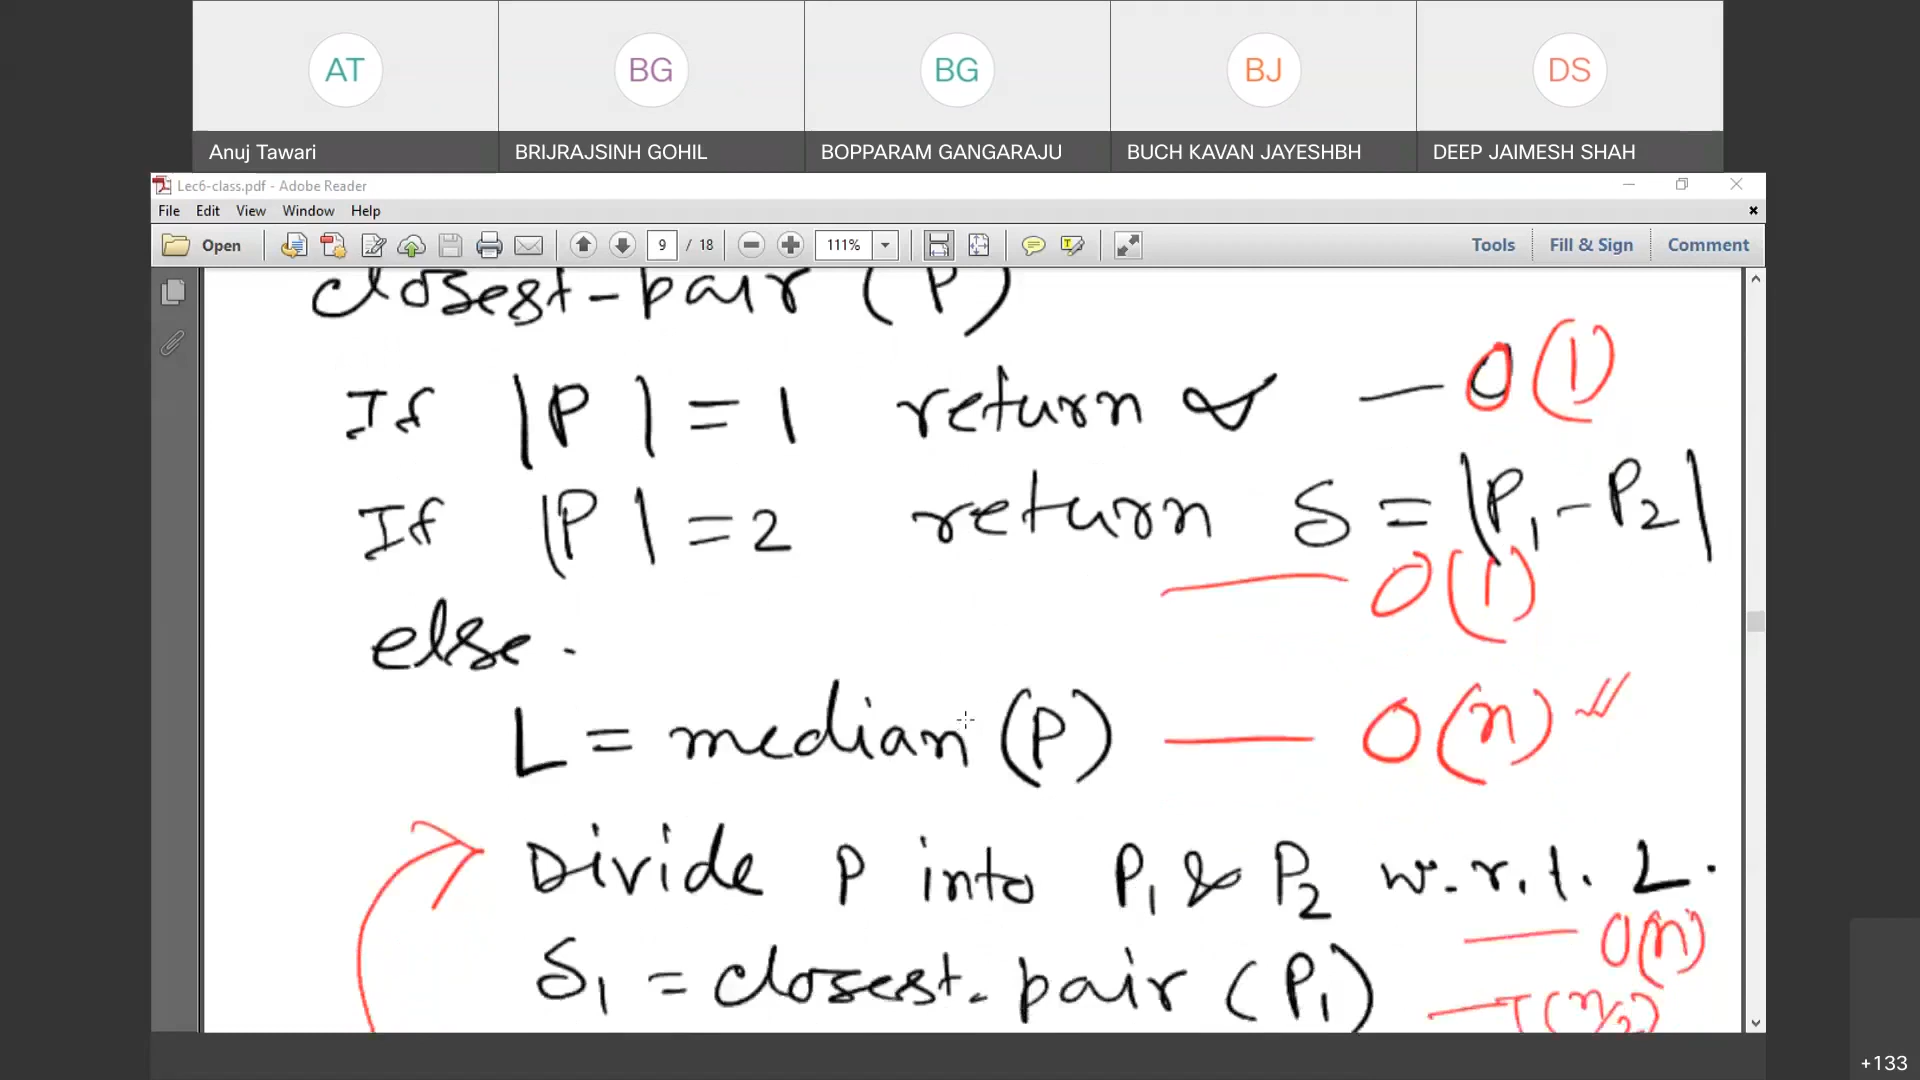 AT BG BG BJ DS
Anuj Tawari BRIJRAJSINH GOHIL BOPPARAM GANGARAJU BUCH KAVAN JAYESHBH DEEP JAIMESH SHAH
Lec6-class.pdf - Adobe Reader
File Edit View Window Help
Open 9 / 18 111% Tools Fill & Sign Comment
closest-pair (P)
If |P| = 1 return ∝ — O(1)
If |P| = 2 return δ = |P₁ - P₂|
— O(1)
else.
L = median (P) — O(n)
Divide P into P₁ & P₂ w.r.t. L.
— O(n)
δ₁ = closest-pair (P₁)
— T(n/2)
+133